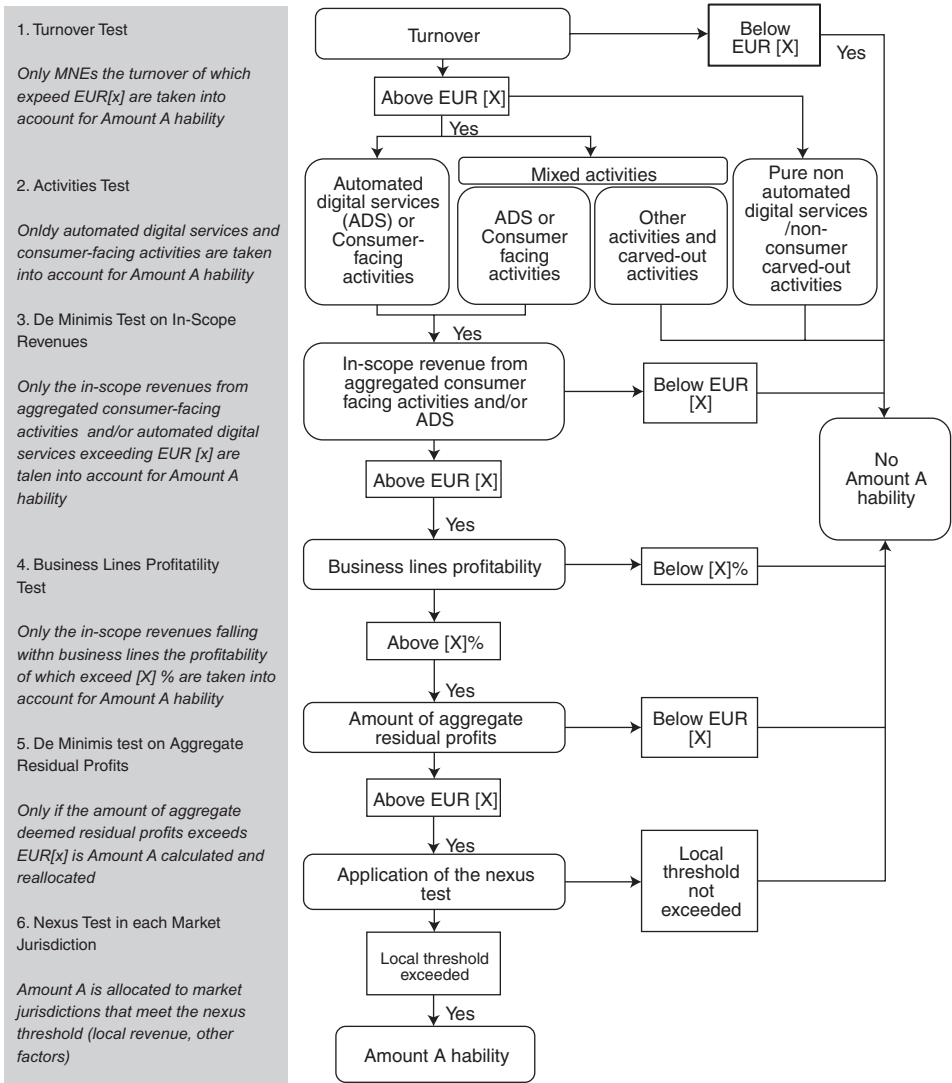 1. Turnover Test
Only MNEs the turnover of which
expeed EUR[x] are taken into
acoount for Amount A hability
2. Activities Test
Onldy automated digital services and
consumer-facing activities are taken
into account for Amount A hability
3. De Minimis Test on In-Scope
Revenues
Only the in-scope revenues from
aggregated consumer-facing
activities and/or automated digital
services exceeding EUR [x] are
talen into account for Amount A
hability
4. Business Lines Profitatility
Test
Only the in-scope revenues falling
withn business lines the profitability
of which exceed [X] % are taken into
account for Amount A hability
5. De Minimis test on Aggregate
Residual Profits
Only if the amount of aggregate
deemed residual profits exceeds
EUR[x] is Amount A calculated and
reallocated
6. Nexus Test in each Market
Jurisdiction
Amount A is allocated to market
jurisdictions that meet the nexus
threshold (local revenue, other
factors)
Turnover
Below
EUR [X]
Yes
Above EUR [X]
Yes
Automated
digital services
(ADS) or
Consumer-
facing
activities
Mixed activities
ADS or
Consumer
facing
activities
Other
activities and
carved-out
activities
Pure non
automated
digital services
/non-
consumer
carved-out
activities
Yes
In-scope revenue from
aggregated consumer
facing activities and/or
ADS
Below EUR
[X]
Above EUR [X]
No
Amount A
hability
Yes
Business lines profitability
Below [X]%
Above [X]%
Yes
Amount of aggregate
residual profits
Below EUR
[X]
Above EUR [X]
Yes
Application of the nexus
test
Local
threshold
not
exceeded
Local threshold
exceeded
Yes
Amount A hability